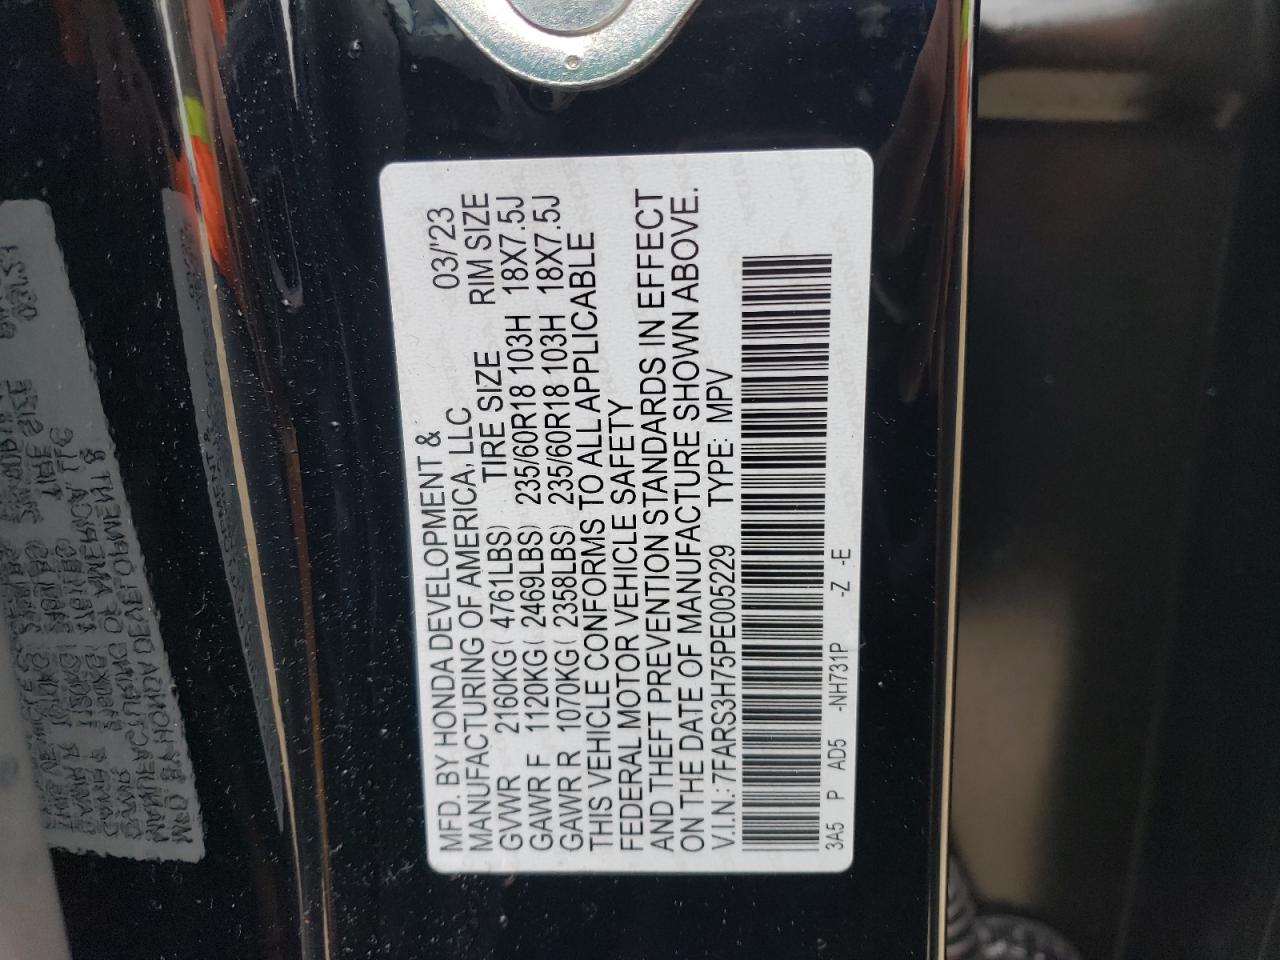 MFD. BY HONDA DEVELOPMENT &
MANUFACTURING OF AMERICA, LLC 03/'23
GVWR 2160KG ( 4761LBS) TIRE SIZE RIM SIZE
GAWR F 1120KG ( 2469LBS) 235/60R18 103H 18X7.5J
GAWR R 1070KG ( 2358LBS) 235/60R18 103H 18X7.5J
THIS VEHICLE CONFORMS TO ALL APPLICABLE
FEDERAL MOTOR VEHICLE SAFETY
AND THEFT PREVENTION STANDARDS IN EFFECT
ON THE DATE OF MANUFACTURE SHOWN ABOVE.
V.I.N.: 7FARS3H75PE005229 TYPE: MPV
3A5 P AD5 -NH731P -Z -E